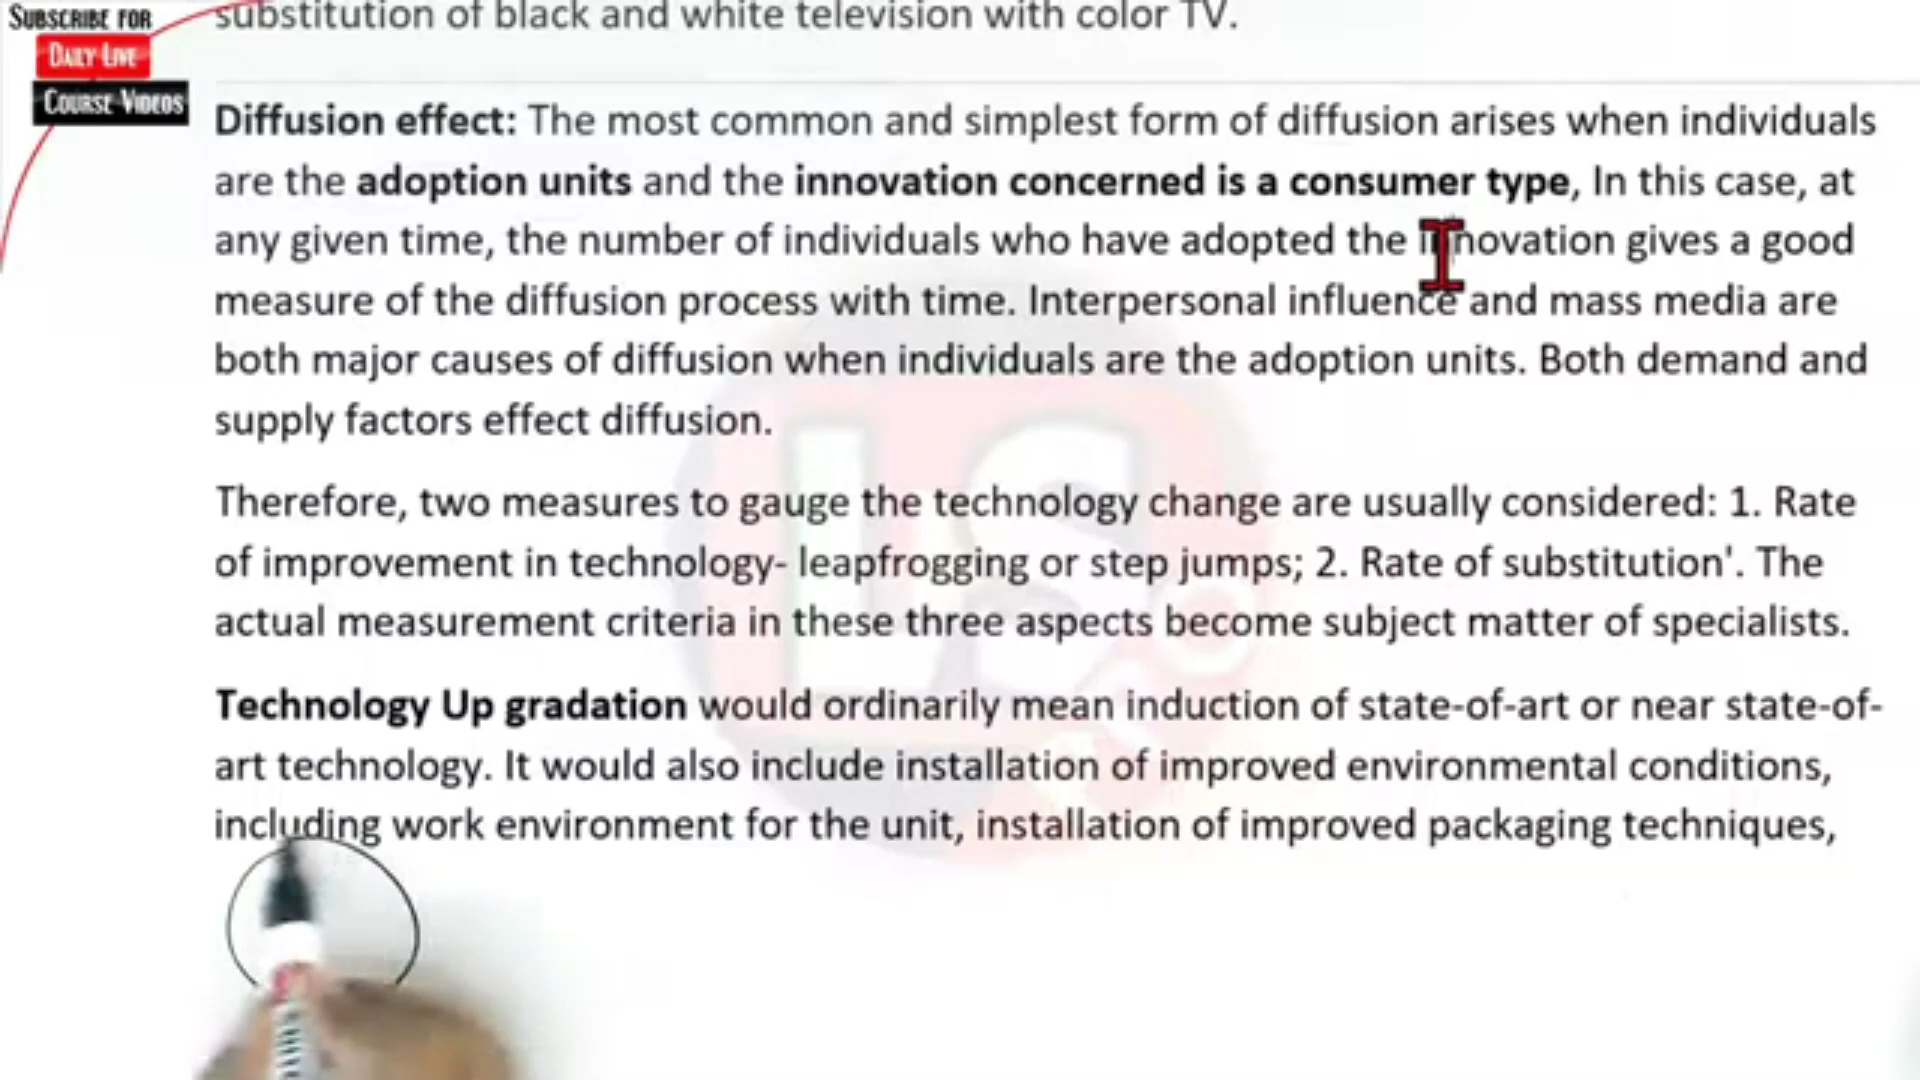 SUBSCRIBE FOR
DAILY LIVE
COURSE VIDEOS
substitution of black and white television with color TV.
Diffusion effect: The most common and simplest form of diffusion arises when individuals
are the adoption units and the innovation concerned is a consumer type, In this case, at
any given time, the number of individuals who have adopted the innovation gives a good
measure of the diffusion process with time. Interpersonal influence and mass media are
both major causes of diffusion when individuals are the adoption units. Both demand and
supply factors effect diffusion.
Therefore, two measures to gauge the technology change are usually considered: 1. Rate
of improvement in technology- leapfrogging or step jumps; 2. Rate of substitution'. The
actual measurement criteria in these three aspects become subject matter of specialists.
Technology Up gradation would ordinarily mean induction of state-of-art or near state-of-
art technology. It would also include installation of improved environmental conditions,
including work environment for the unit, installation of improved packaging techniques,
LS